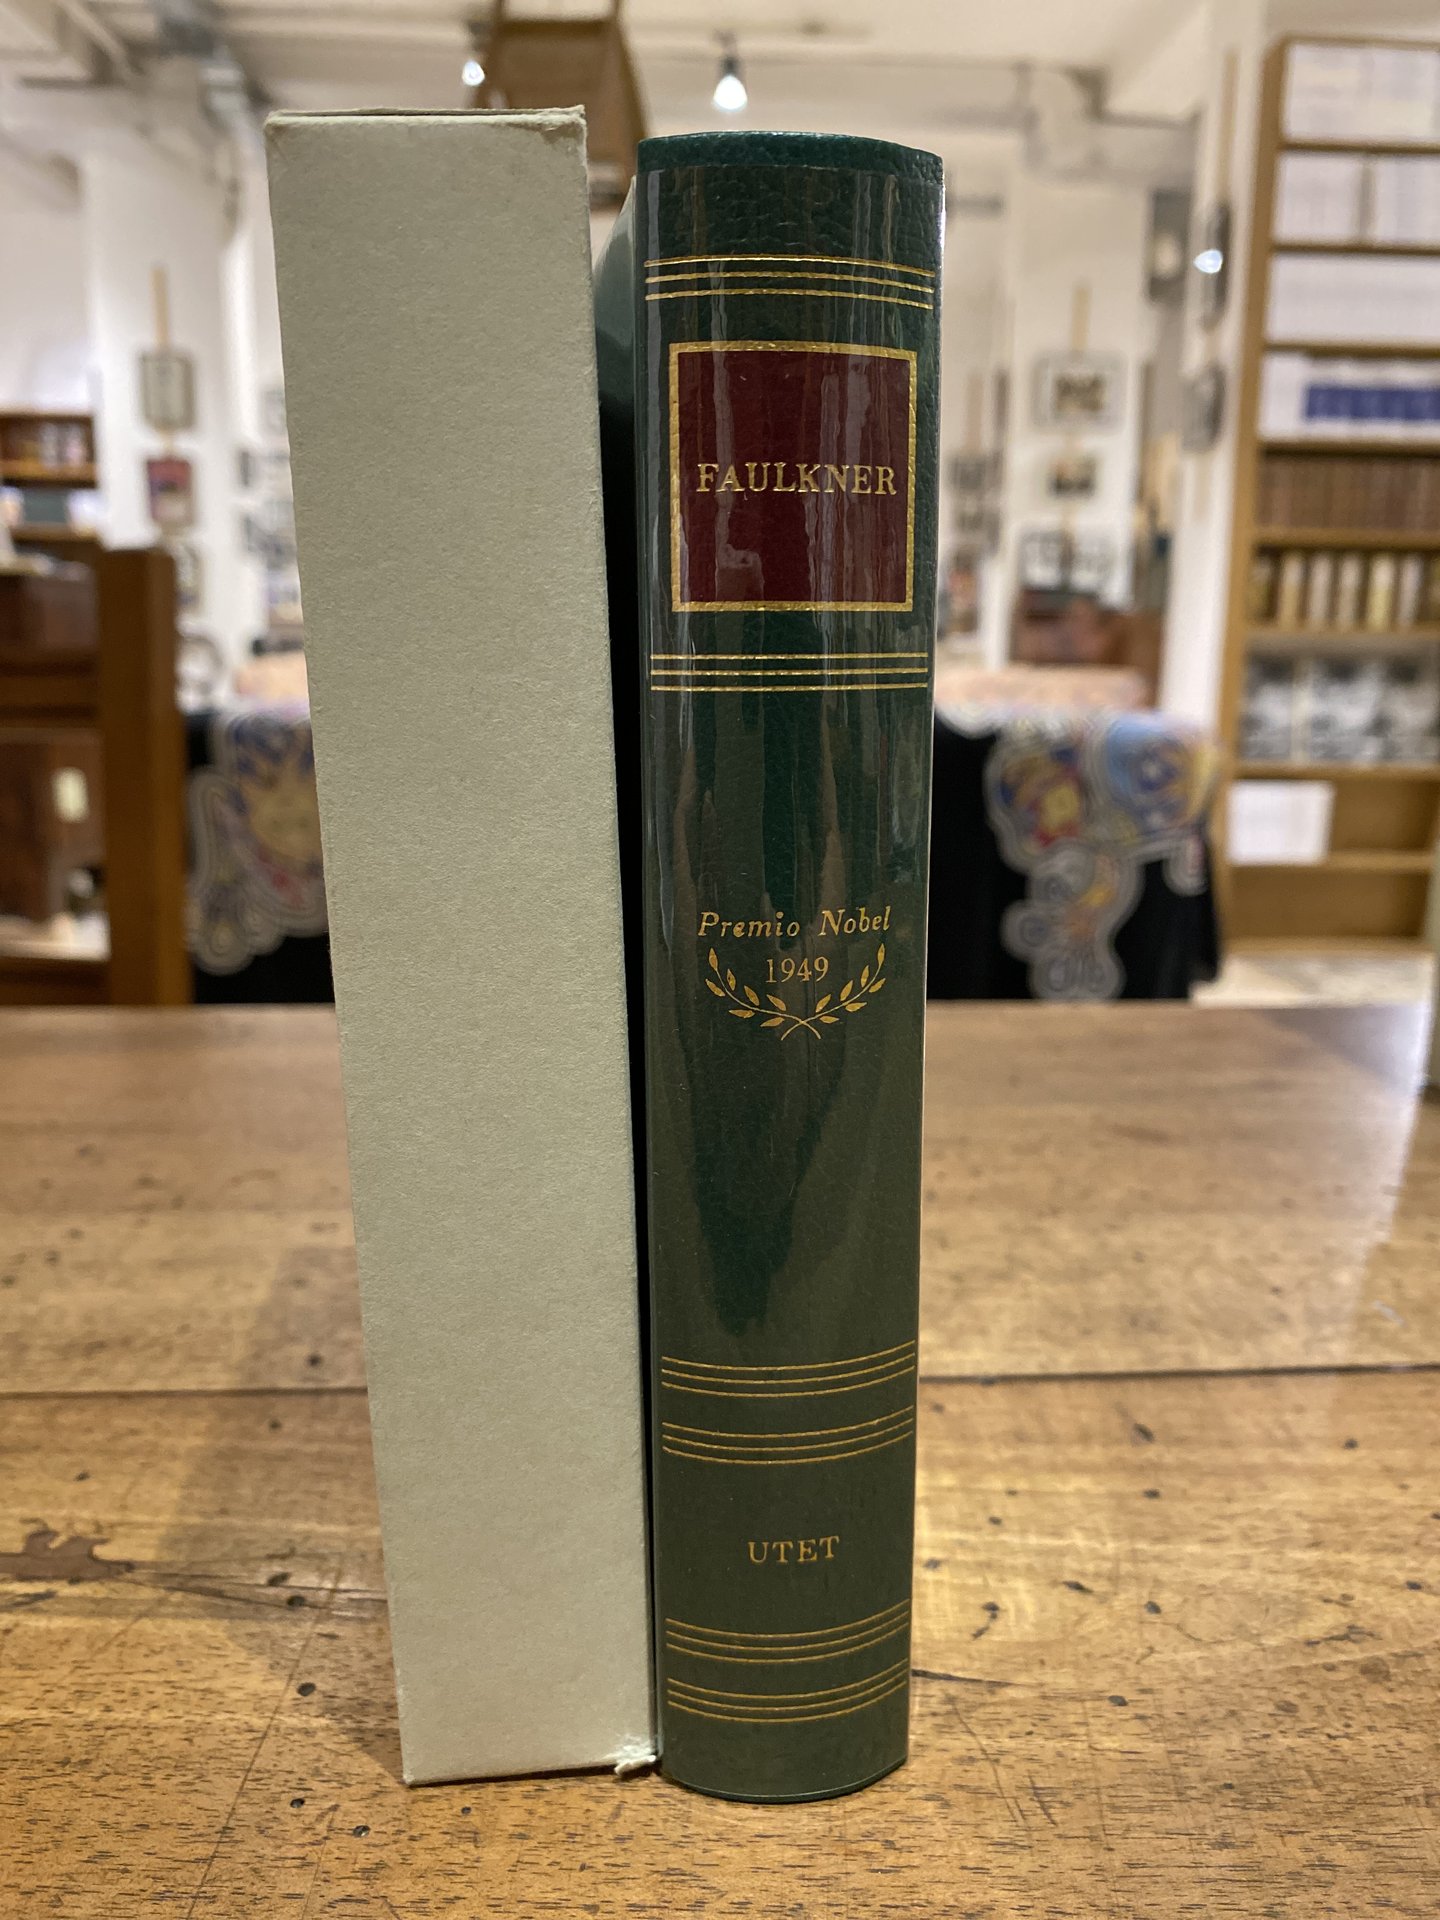 FAULKNER
Premio Nobel
1949
UTET